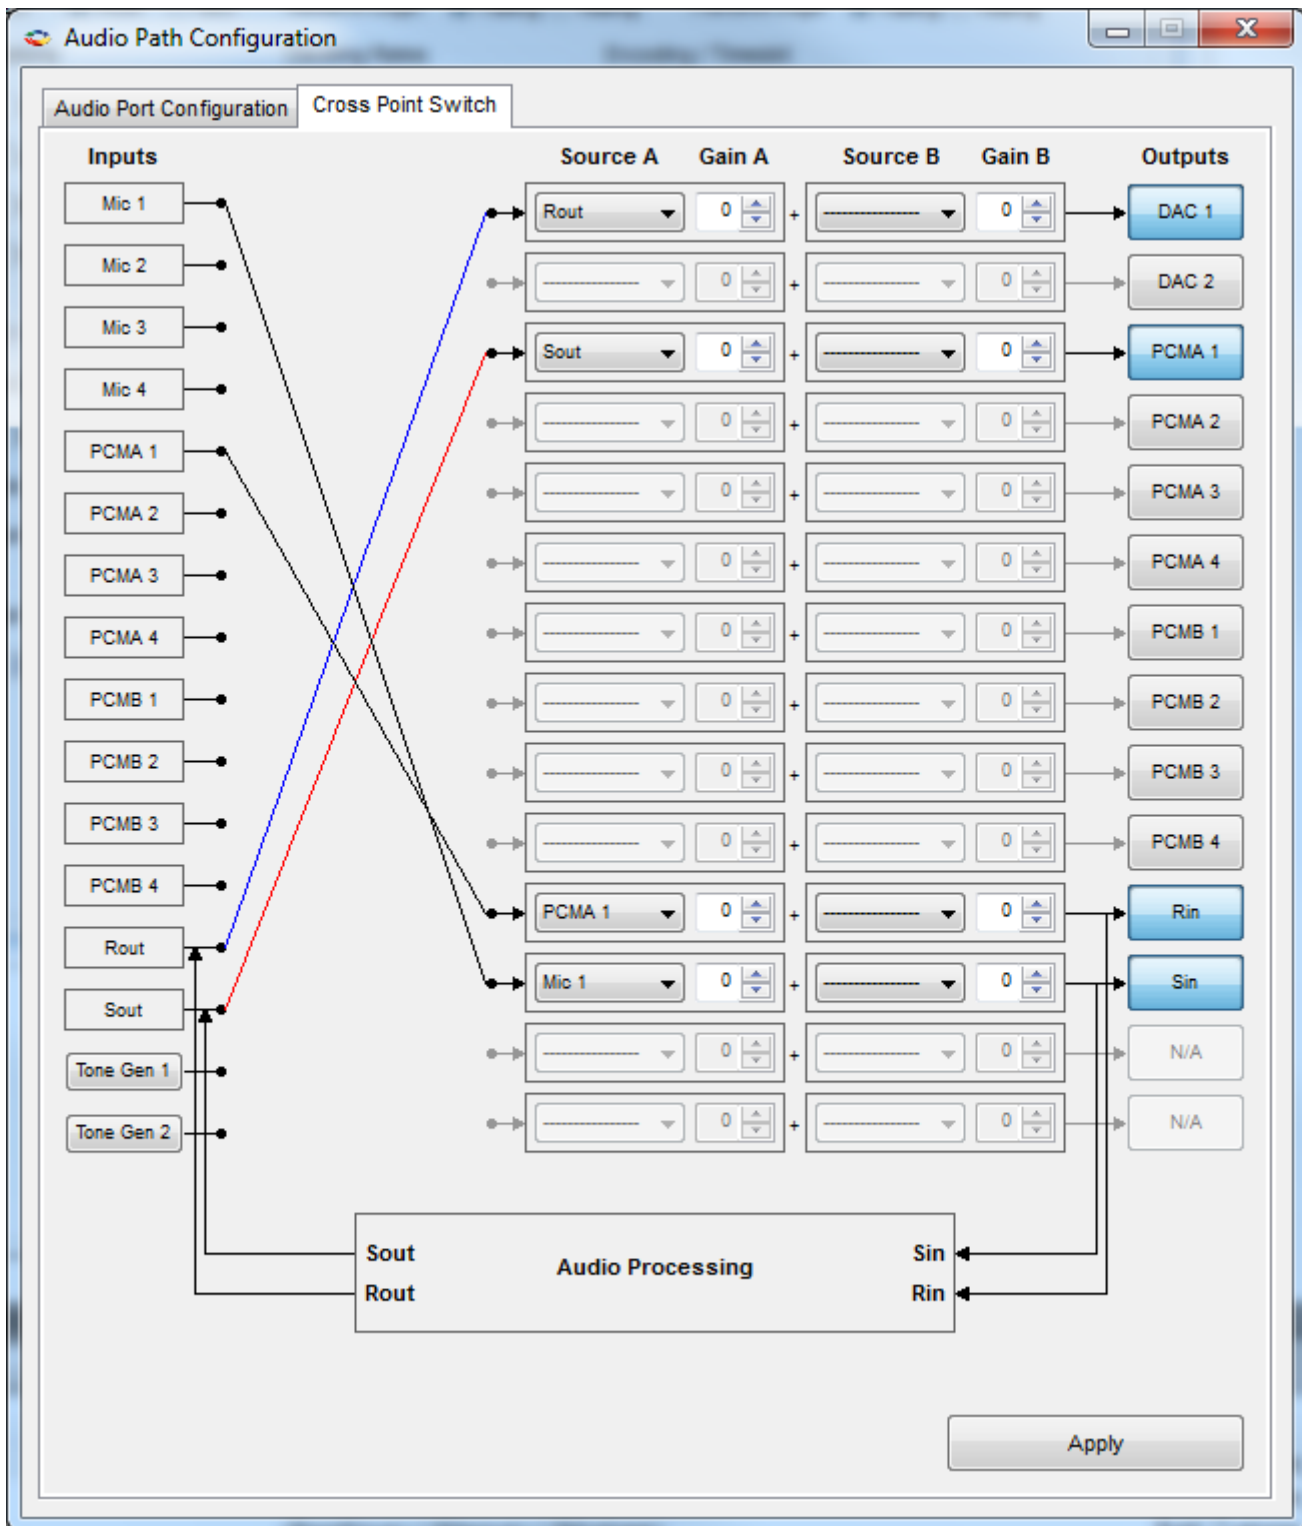 Audio Path Configuration
Audio Port Configuration
Cross Point Switch
Inputs
Source A Gain A Source B Gain B Outputs
Mic 1
Rout 0 + ---------------- 0 DAC 1
Mic 2
---------------- 0 + ---------------- 0 DAC 2
Mic 3
Sout 0 + ---------------- 0 PCMA 1
Mic 4
---------------- 0 + ---------------- 0 PCMA 2
PCMA 1
---------------- 0 + ---------------- 0 PCMA 3
PCMA 2
---------------- 0 + ---------------- 0 PCMA 4
PCMA 3
---------------- 0 + ---------------- 0 PCMB 1
PCMA 4
---------------- 0 + ---------------- 0 PCMB 2
PCMB 1
PCMB 2
---------------- 0 + ---------------- 0 PCMB 3
PCMB 3
---------------- 0 + ---------------- 0 PCMB 4
PCMB 4
PCMA 1 0 + ---------------- 0 Rin
Rout
Mic 1 0 + ---------------- 0 Sin
Sout
---------------- 0 + ---------------- 0 N/A
Tone Gen 1
---------------- 0 + ---------------- 0 N/A
Tone Gen 2
Sout
Audio Processing
Sin
Rout
Rin
Apply